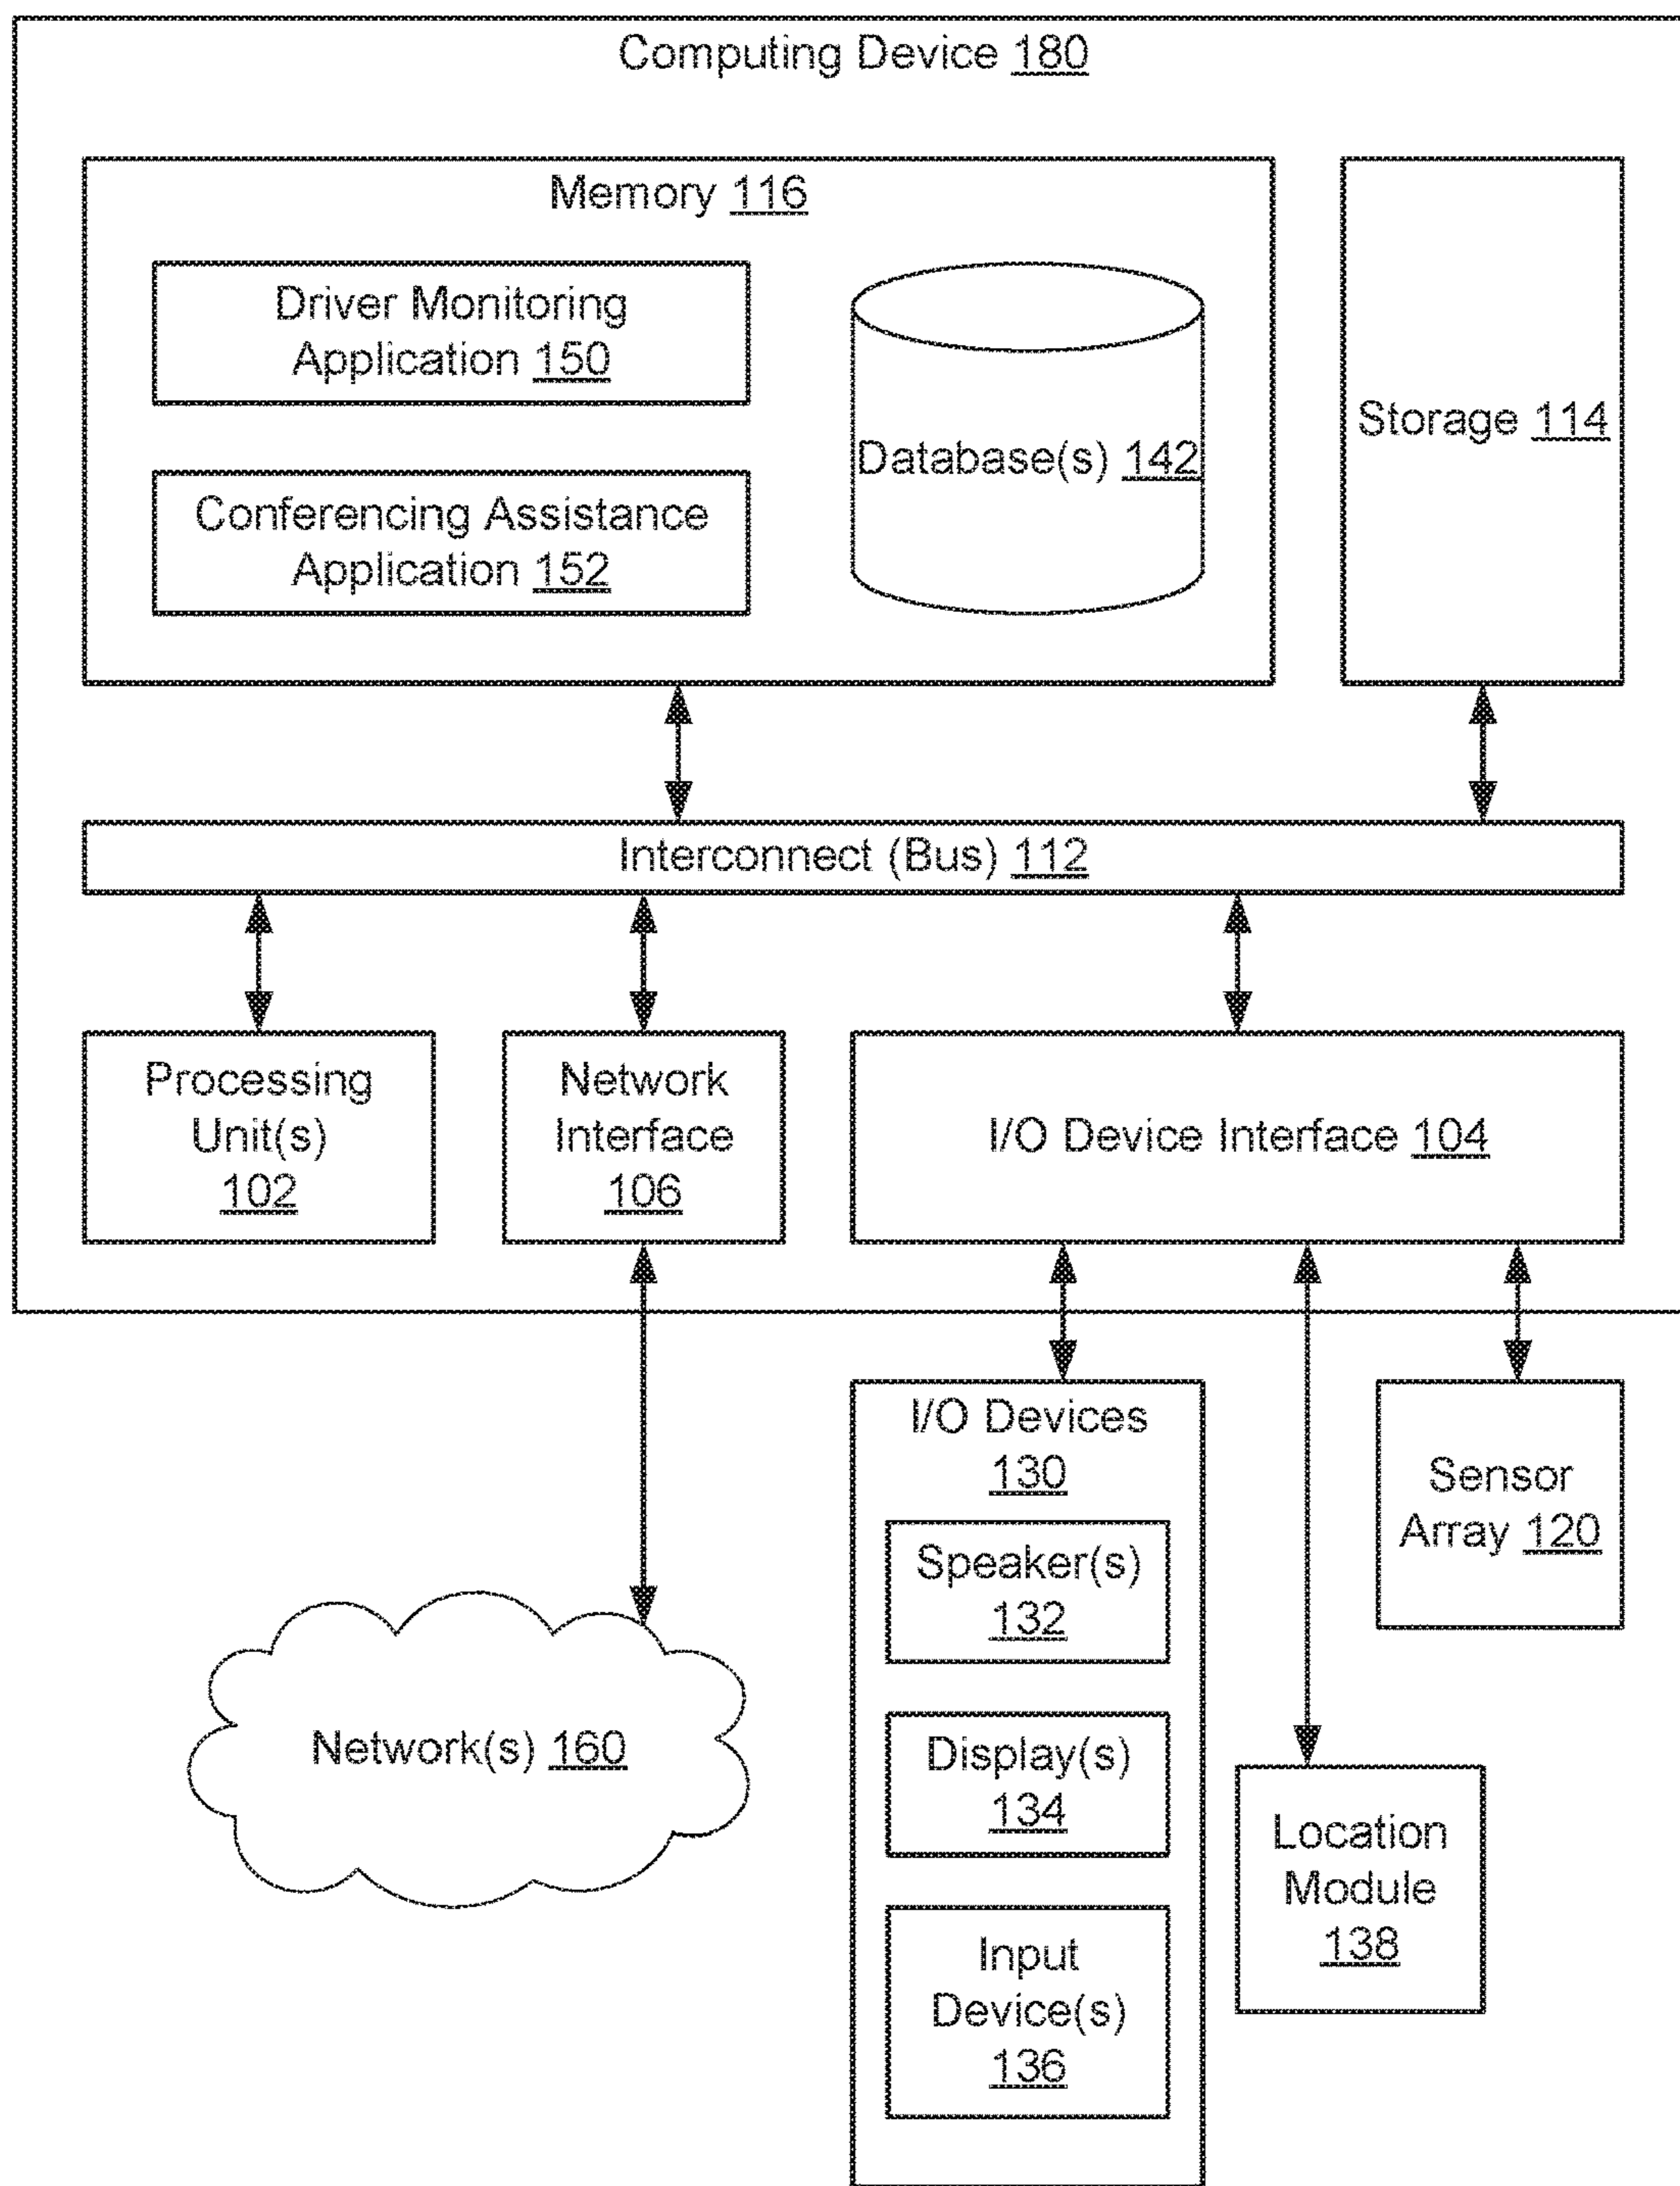 Computing Device 180
Memory 116
Driver Monitoring
Application 150
Conferencing Assistance
Application 152
Database(s) 142
Storage 114
Interconnect (Bus) 112
Processing
Unit(s)
102
Network
Interface
106
I/O Device Interface 104
I/O Devices
130
Speaker(s)
132
Display(s)
134
Input
Device(s)
136
Sensor
Array 120
Location
Module
138
Network(s) 160